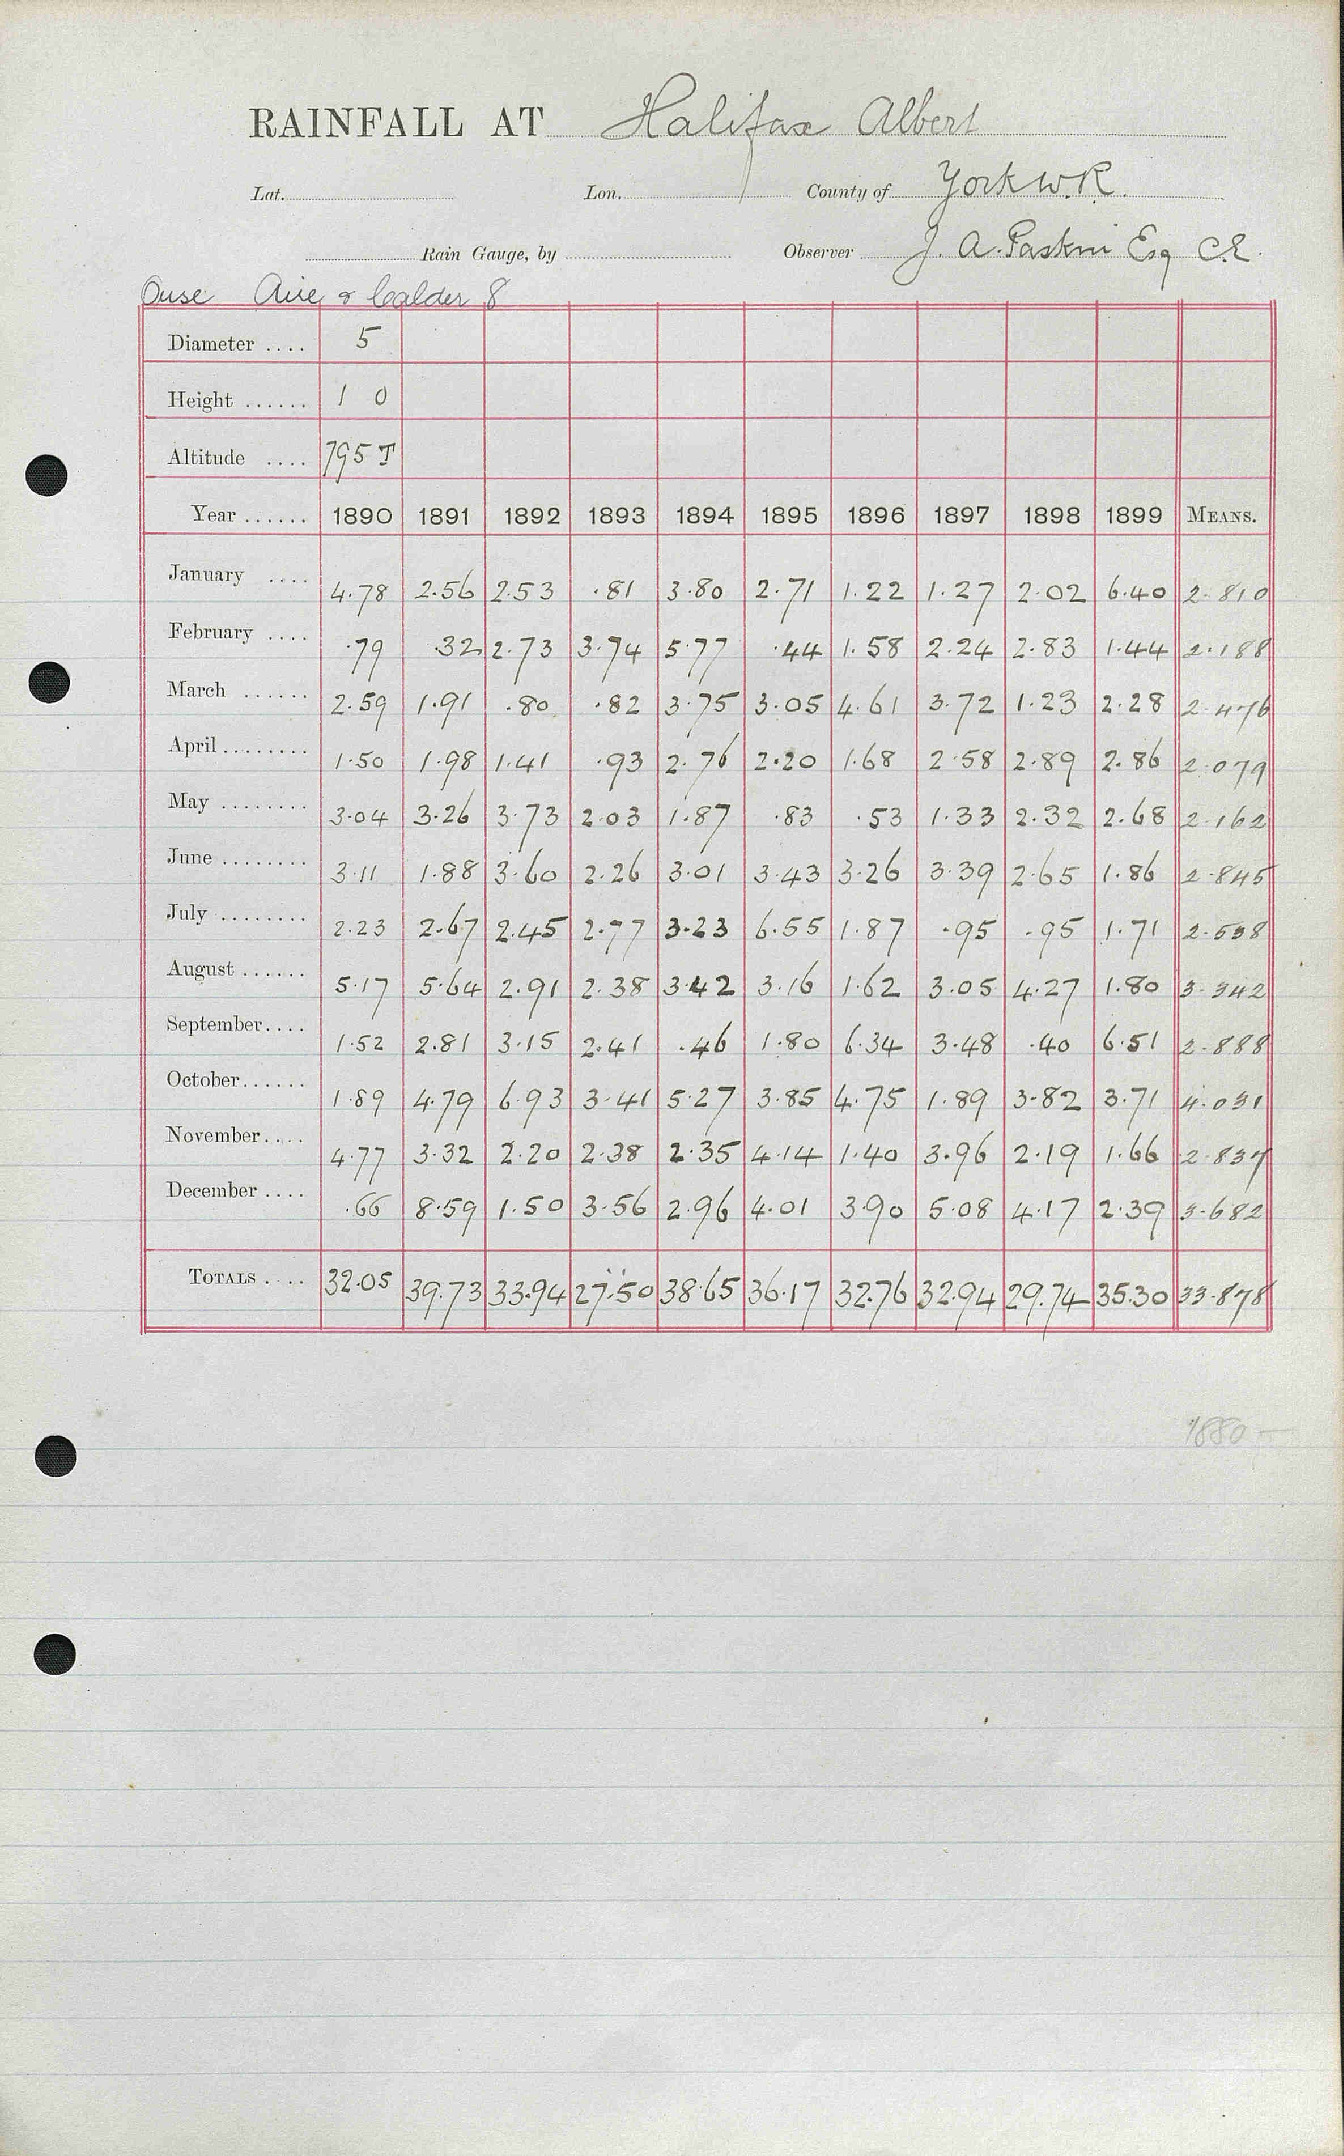 RAINFALL AT Halifax Albert
Lat. Lon. County of York W.R.
Rain Gauge, by Observer J. A. Paskin Esq C.E.
Ouse Aire & Calder 8
Diameter .... 5
Height ...... 1 0
Altitude .... 795 T
Year ...... 1890 1891 1892 1893 1894 1895 1896 1897 1898 1899 MEANS.
January .... 4.78 2.56 2.53 .81 3.80 2.71 1.22 1.27 2.02 6.40 2.810
February .... .79 .32 2.73 3.74 5.77 .44 1.58 2.24 2.83 1.44 2.188
March ...... 2.59 1.91 .80 .82 3.75 3.05 4.61 3.72 1.23 2.28 2.476
April ........ 1.50 1.98 1.41 .93 2.76 2.20 1.68 2.58 2.89 2.86 2.079
May ........ 3.04 3.26 3.73 2.03 1.87 .83 .53 1.33 2.32 2.68 2.162
June ........ 3.11 1.88 3.60 2.26 3.01 3.43 3.26 3.39 2.65 1.86 2.845
July ........ 2.23 2.67 2.45 2.77 3.23 6.55 1.87 .95 .95 1.71 2.538
August ...... 5.17 5.64 2.91 2.38 3.42 3.16 1.62 3.05 4.27 1.80 3.342
September.... 1.52 2.81 3.15 2.41 .46 1.80 6.34 3.48 .40 6.51 2.888
October...... 1.89 4.79 6.93 3.41 5.27 3.85 4.75 1.89 3.82 3.71 4.031
November.... 4.77 3.32 2.20 2.38 2.35 4.14 1.40 3.96 2.19 1.66 2.837
December .... .66 8.59 1.50 3.56 2.96 4.01 3.90 5.08 4.17 2.39 3.682
TOTALS .... 32.05 39.73 33.94 27.50 38.65 36.17 32.76 32.94 29.74 35.30 33.878
1880 —